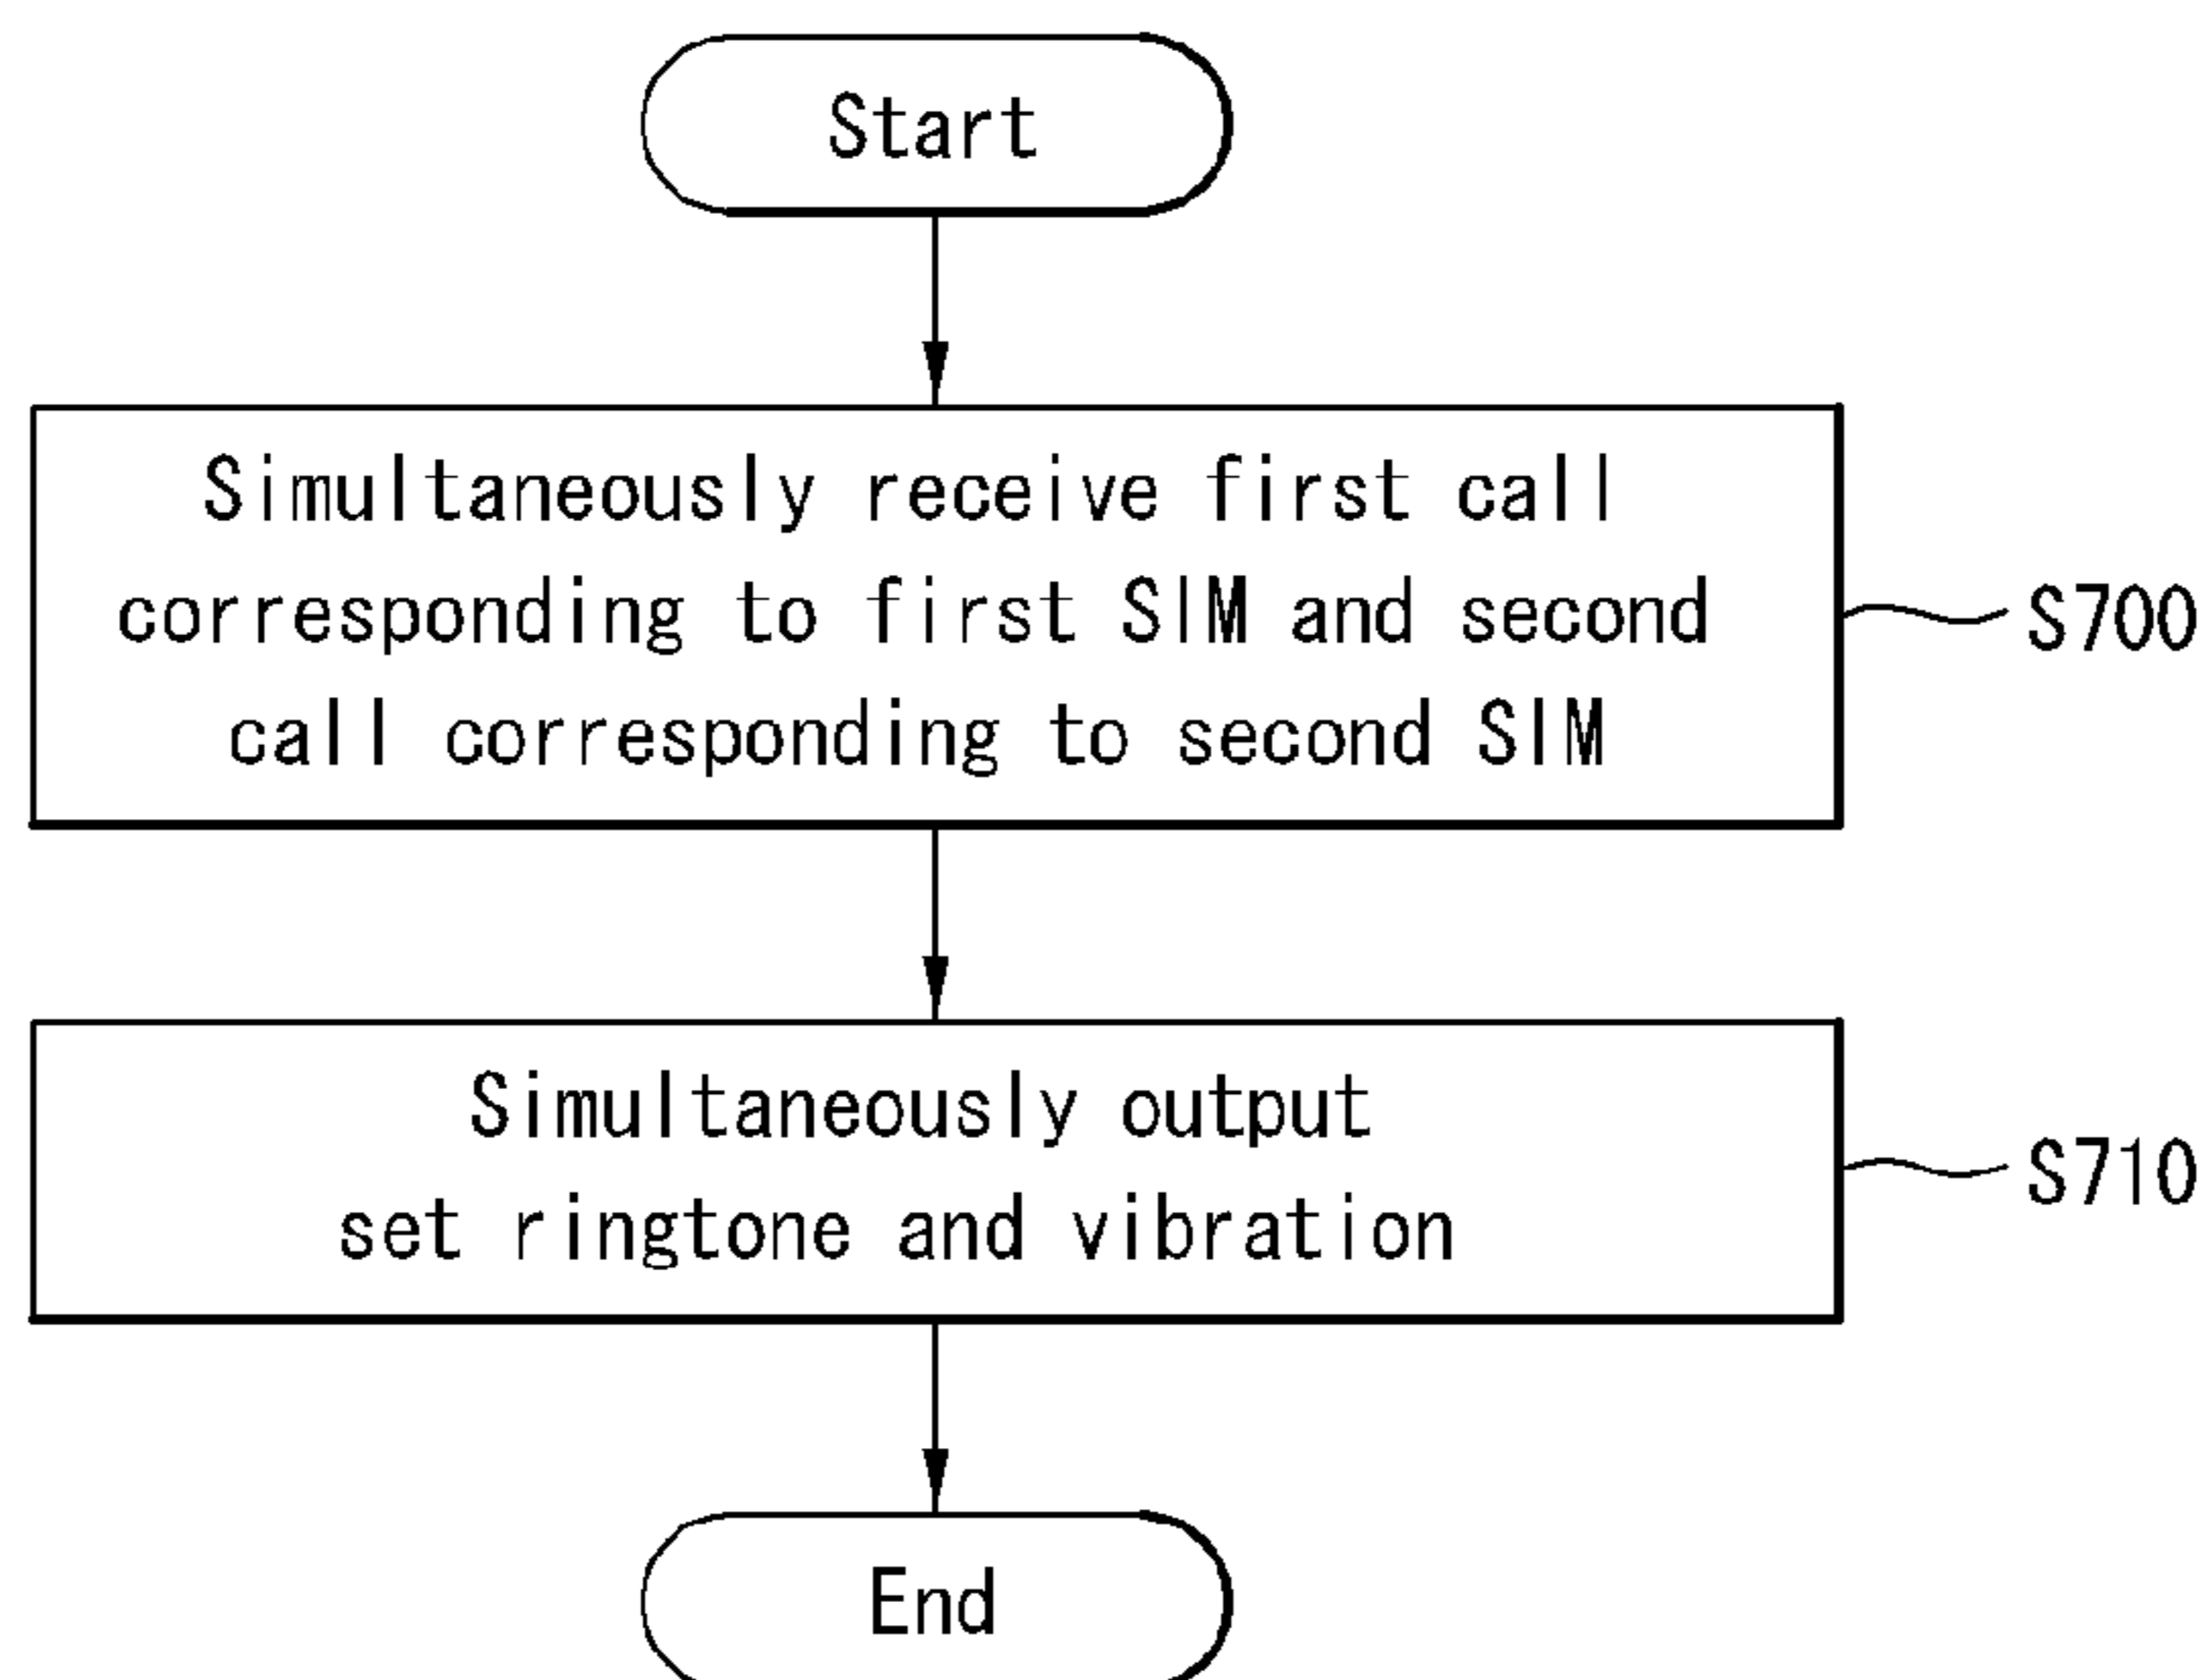 Start
Simultaneously receive first call
corresponding to first SIM and second
call corresponding to second SIM
S700
Simultaneously output
set ringtone and vibration
S710
End